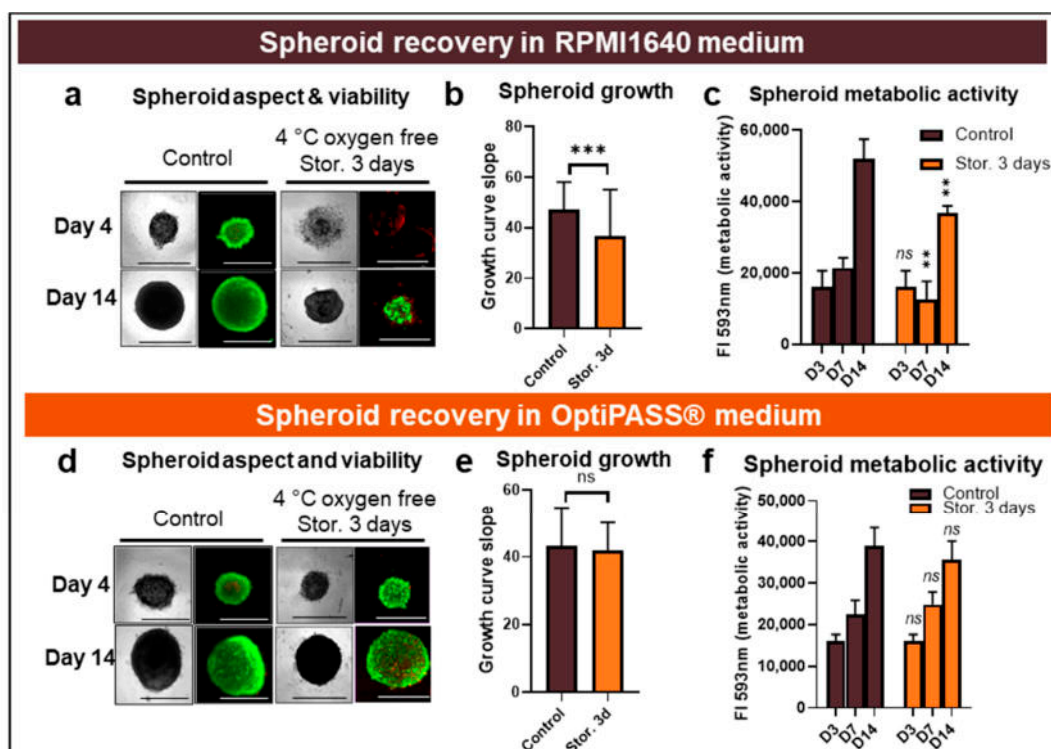 Spheroid recovery in RPMI1640 medium
a Spheroid aspect & viability
Control
4 °C oxygen free
Stor. 3 days
Day 4
Day 14
b Spheroid growth
80
60
40
20
0
Growth curve slope
***
Control
Stor. 3d
c Spheroid metabolic activity
60,000
40,000
20,000
0
FI 593nm (metabolic activity)
Control
Stor. 3 days
ns
**
**
D3
D7
D14
D3
D7
D14
Spheroid recovery in OptiPASS® medium
d Spheroid aspect and viability
Control
4 °C oxygen free
Stor. 3 days
Day 4
Day 14
e Spheroid growth
ns
60
40
20
0
Growth curve slope
Control
Stor. 3d
f Spheroid metabolic activity
50,000
40,000
30,000
20,000
10,000
0
FI 593nm (metabolic activity)
Control
Stor. 3 days
ns
ns
ns
D3
D7
D14
D3
D7
D14